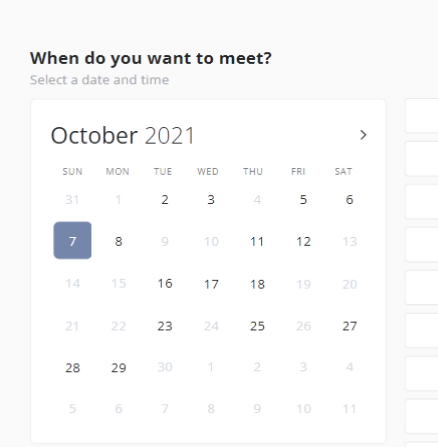 When do you want to meet?
Select a date and time
October 2021
SUN MON TUE WED THU FRI SAT
31 1 2 3 4 5 6
7 8 9 10 11 12 13
14 15 16 17 18 19 20
21 22 23 24 25 26 27
28 29 30 1 2 3 4
5 6 7 8 9 10 11